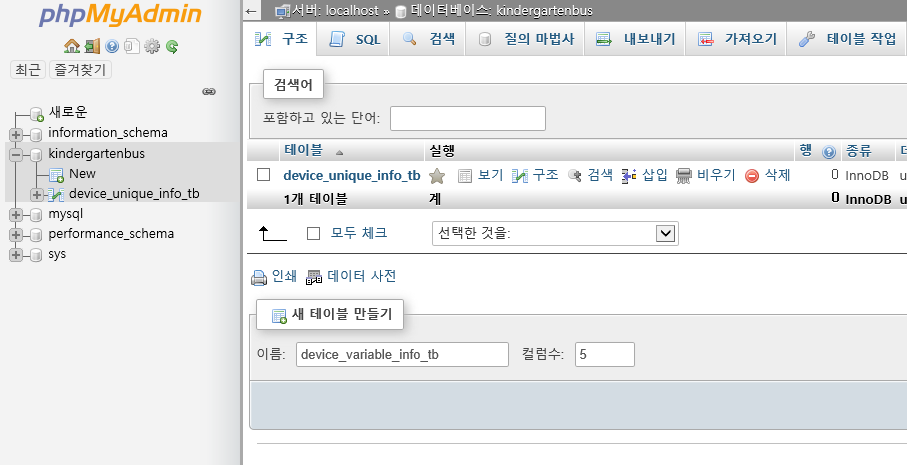 phpMyAdmin
최근 즐겨찾기
새로운
information_schema
kindergartenbus
New
device_unique_info_tb
mysql
performance_schema
sys
서버: localhost » 데이터베이스: kindergartenbus
구조 SQL 검색 질의 마법사 내보내기 가져오기 테이블 작업
검색어
포함하고 있는 단어:
테이블 실행 행 종류
device_unique_info_tb 보기 구조 검색 삽입 비우기 삭제 0 InnoDB
1개 테이블 계 0 InnoDB
모두 체크 선택한 것을:
인쇄 데이터 사전
새 테이블 만들기
이름: device_variable_info_tb 컬럼수: 5